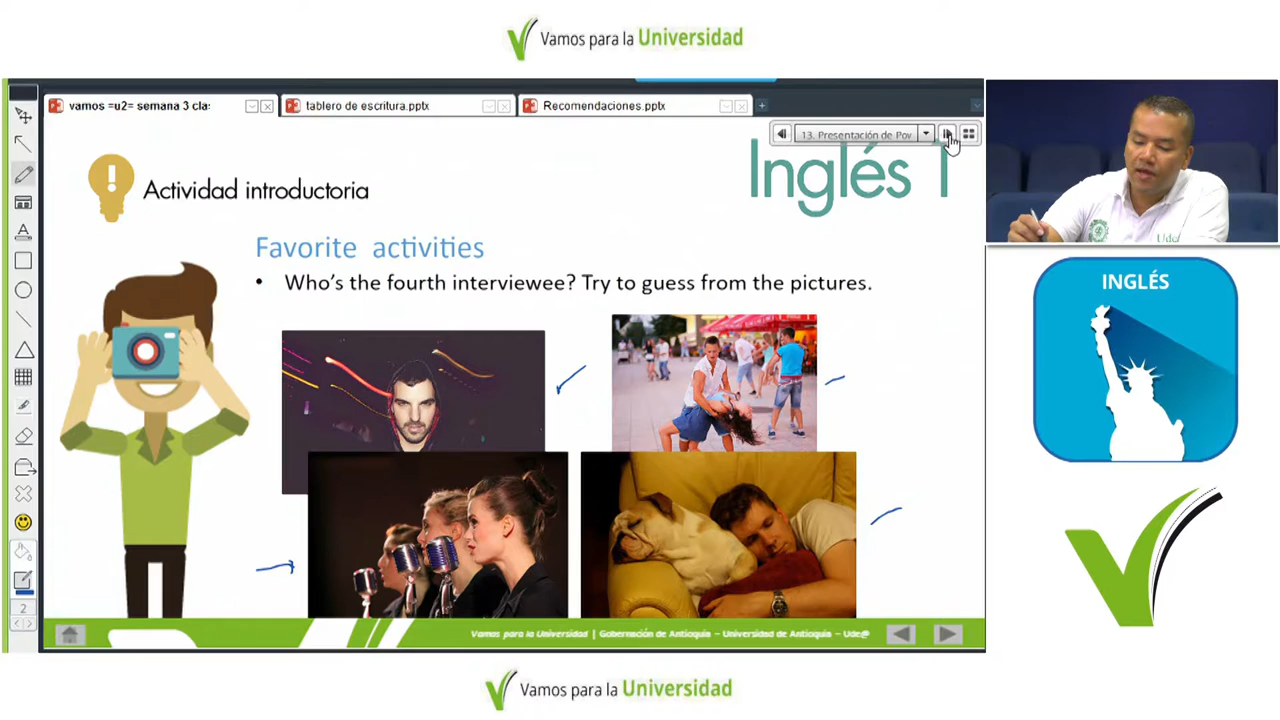 Vamos para la Universidad
vamos =u2= semana 3 cla:
tablero de escritura.pptx
Recomendaciones.pptx
13. Presentación de Pov
Inglés 1
Actividad introductoria
Favorite activities
• Who's the fourth interviewee? Try to guess from the pictures.
INGLÉS
2
Vamos para la Universidad | Gobernación de Antioquia – Universidad de Antioquia – Ude@
Vamos para la Universidad